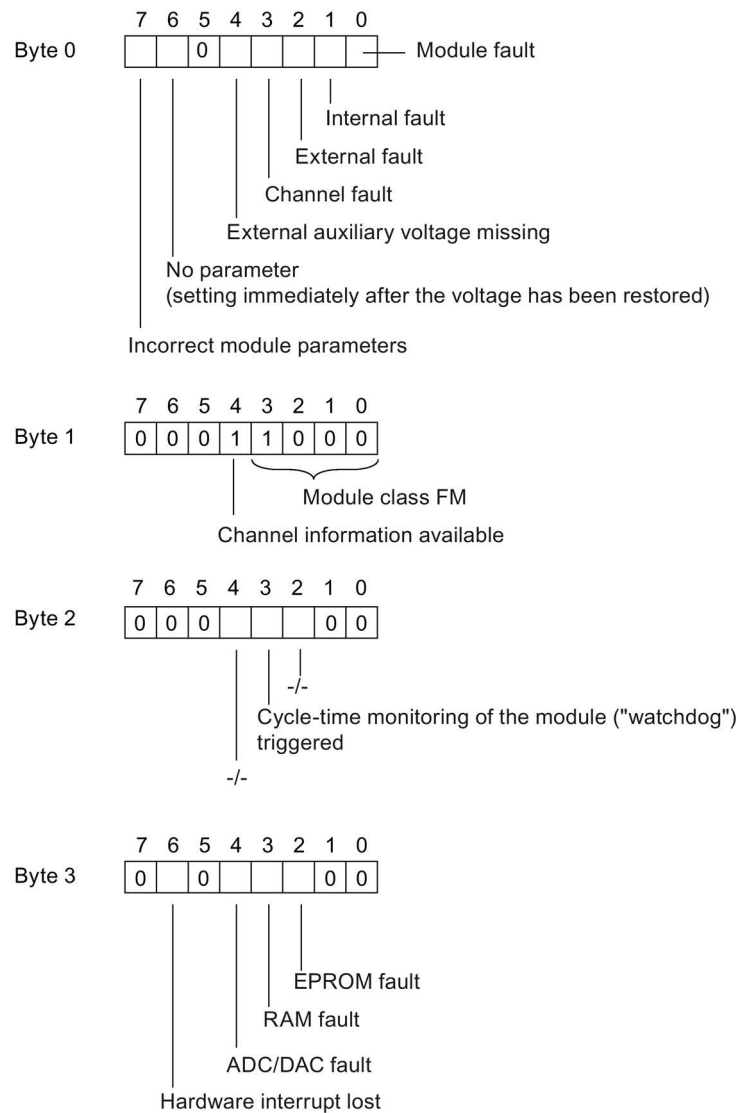 7 6 5 4 3 2 1 0
Byte 0 0 Module fault
Internal fault
External fault
Channel fault
External auxiliary voltage missing
No parameter
(setting immediately after the voltage has been restored)
Incorrect module parameters
7 6 5 4 3 2 1 0
Byte 1 0 0 0 1 1 0 0 0
Module class FM
Channel information available
7 6 5 4 3 2 1 0
Byte 2 0 0 0 0 0
-/-
Cycle-time monitoring of the module ("watchdog")
triggered
-/-
7 6 5 4 3 2 1 0
Byte 3 0 0 0 0
EPROM fault
RAM fault
ADC/DAC fault
Hardware interrupt lost